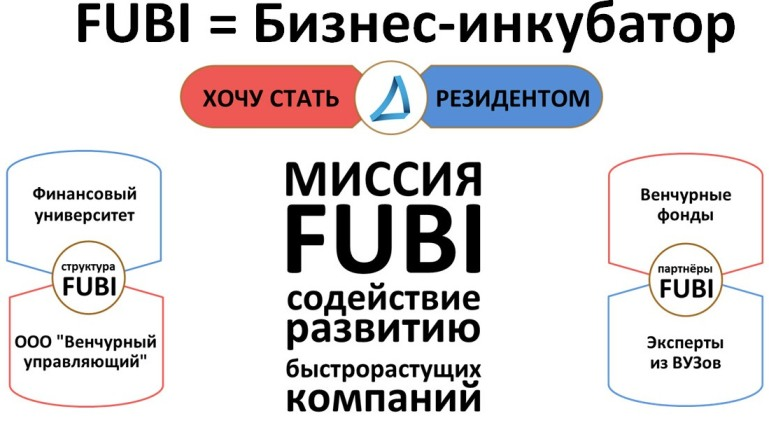 FUBI = Бизнес-инкубатор
ХОЧУ СТАТЬ РЕЗИДЕНТОМ
Финансовый
университет
структура
FUBI
ООО "Венчурный
управляющий"
МИССИЯ
FUBI
содействие
развитию
быстрорастущих
компаний
Венчурные
фонды
партнёры
FUBI
Эксперты
из ВУЗов